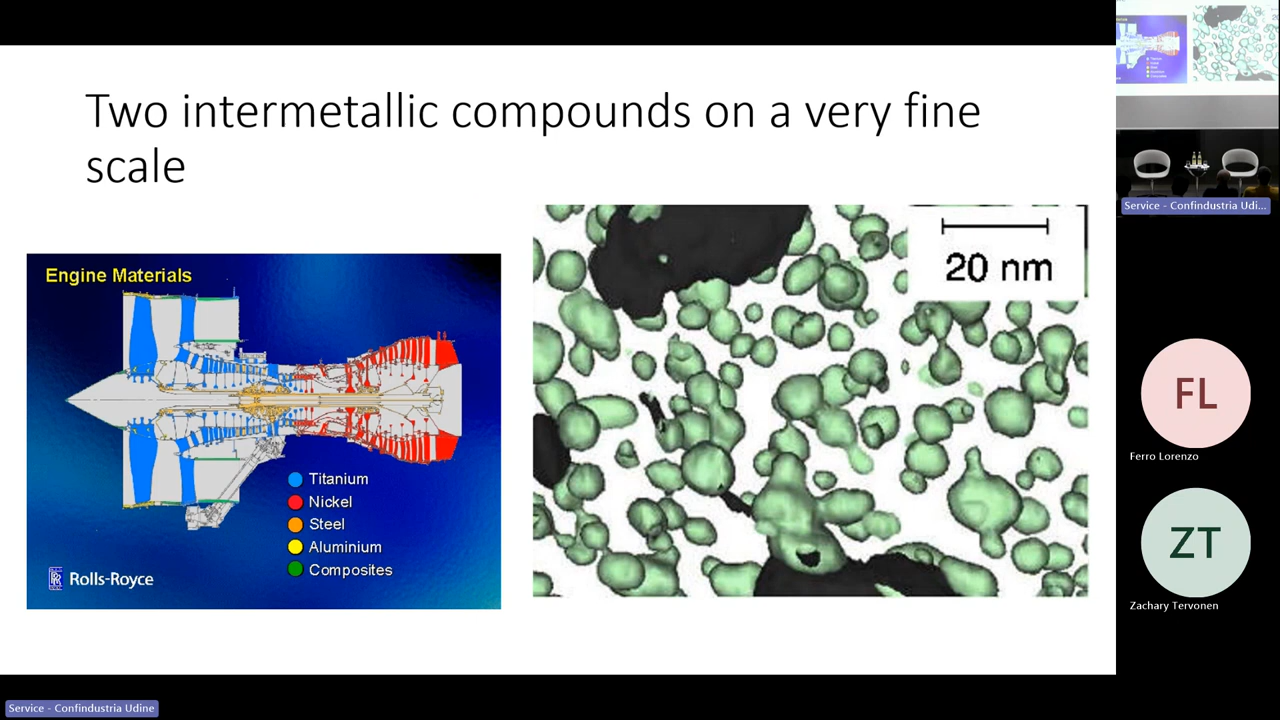 Two intermetallic compounds on a very fine
scale
Engine Materials
Titanium
Nickel
Steel
Aluminium
Composites
Rolls-Royce
20 nm
Service - Confindustria Udi...
FL
Ferro Lorenzo
ZT
Zachary Tervonen
Service - Confindustria Udine